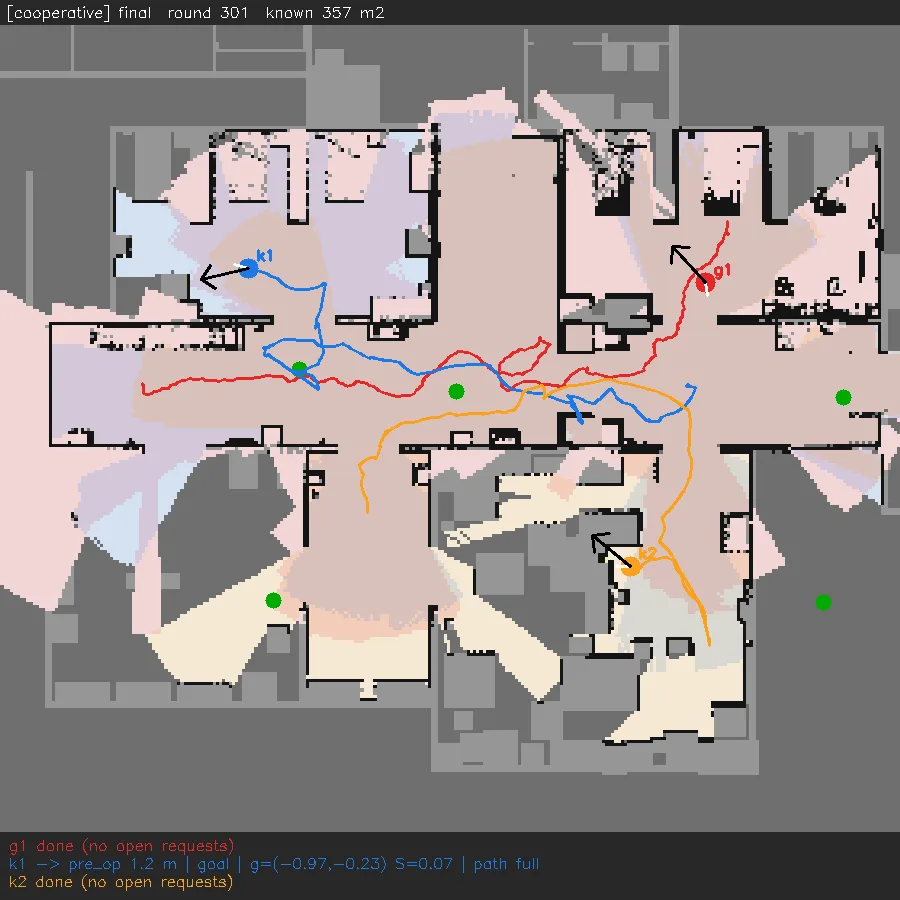 [cooperative] final round 301 known 357 m2
k1
g1
k2
g1 done (no open requests)
k1 -> pre_op 1.2 m | goal | g=(-0.97,-0.23) S=0.07 | path full
k2 done (no open requests)